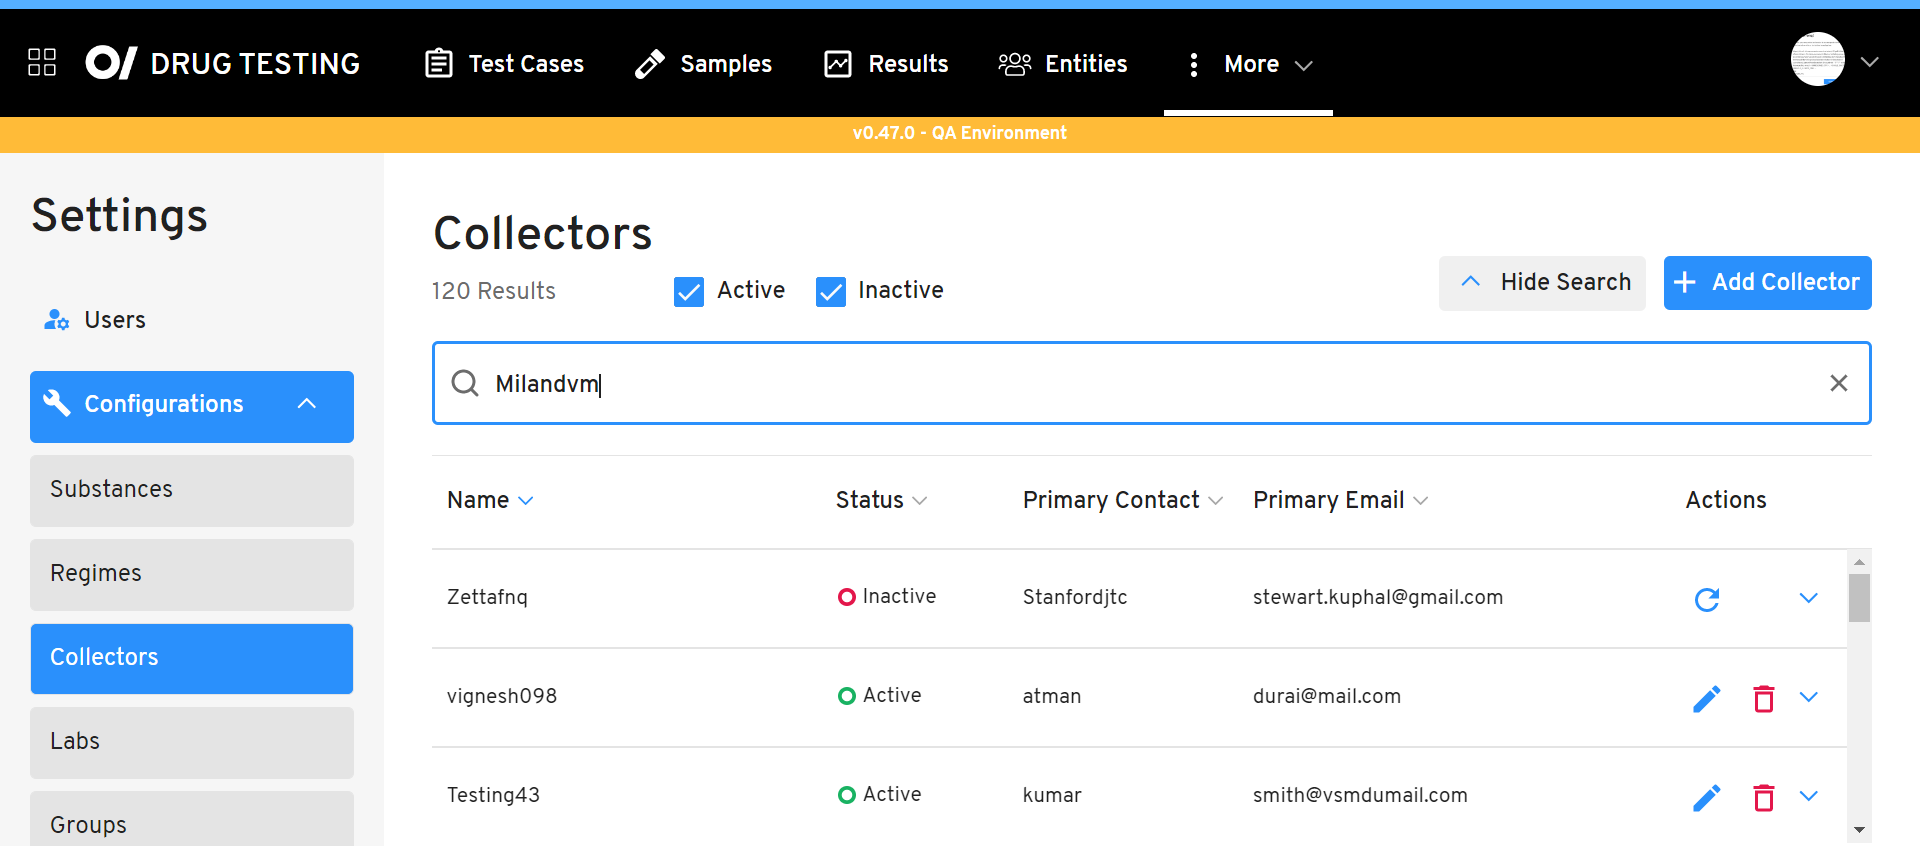 DRUG TESTING Test Cases Samples Results Entities More
v0.47.0 - QA Environment
Settings
Users
Configurations
Substances
Regimes
Collectors
Labs
Groups
Collectors
120 Results Active Inactive Hide Search Add Collector
Milandvm
Name Status Primary Contact Primary Email Actions
Zettafnq Inactive Stanfordjtc stewart.kuphal@gmail.com
vignesh098 Active atman durai@mail.com
Testing43 Active kumar smith@vsmdumail.com